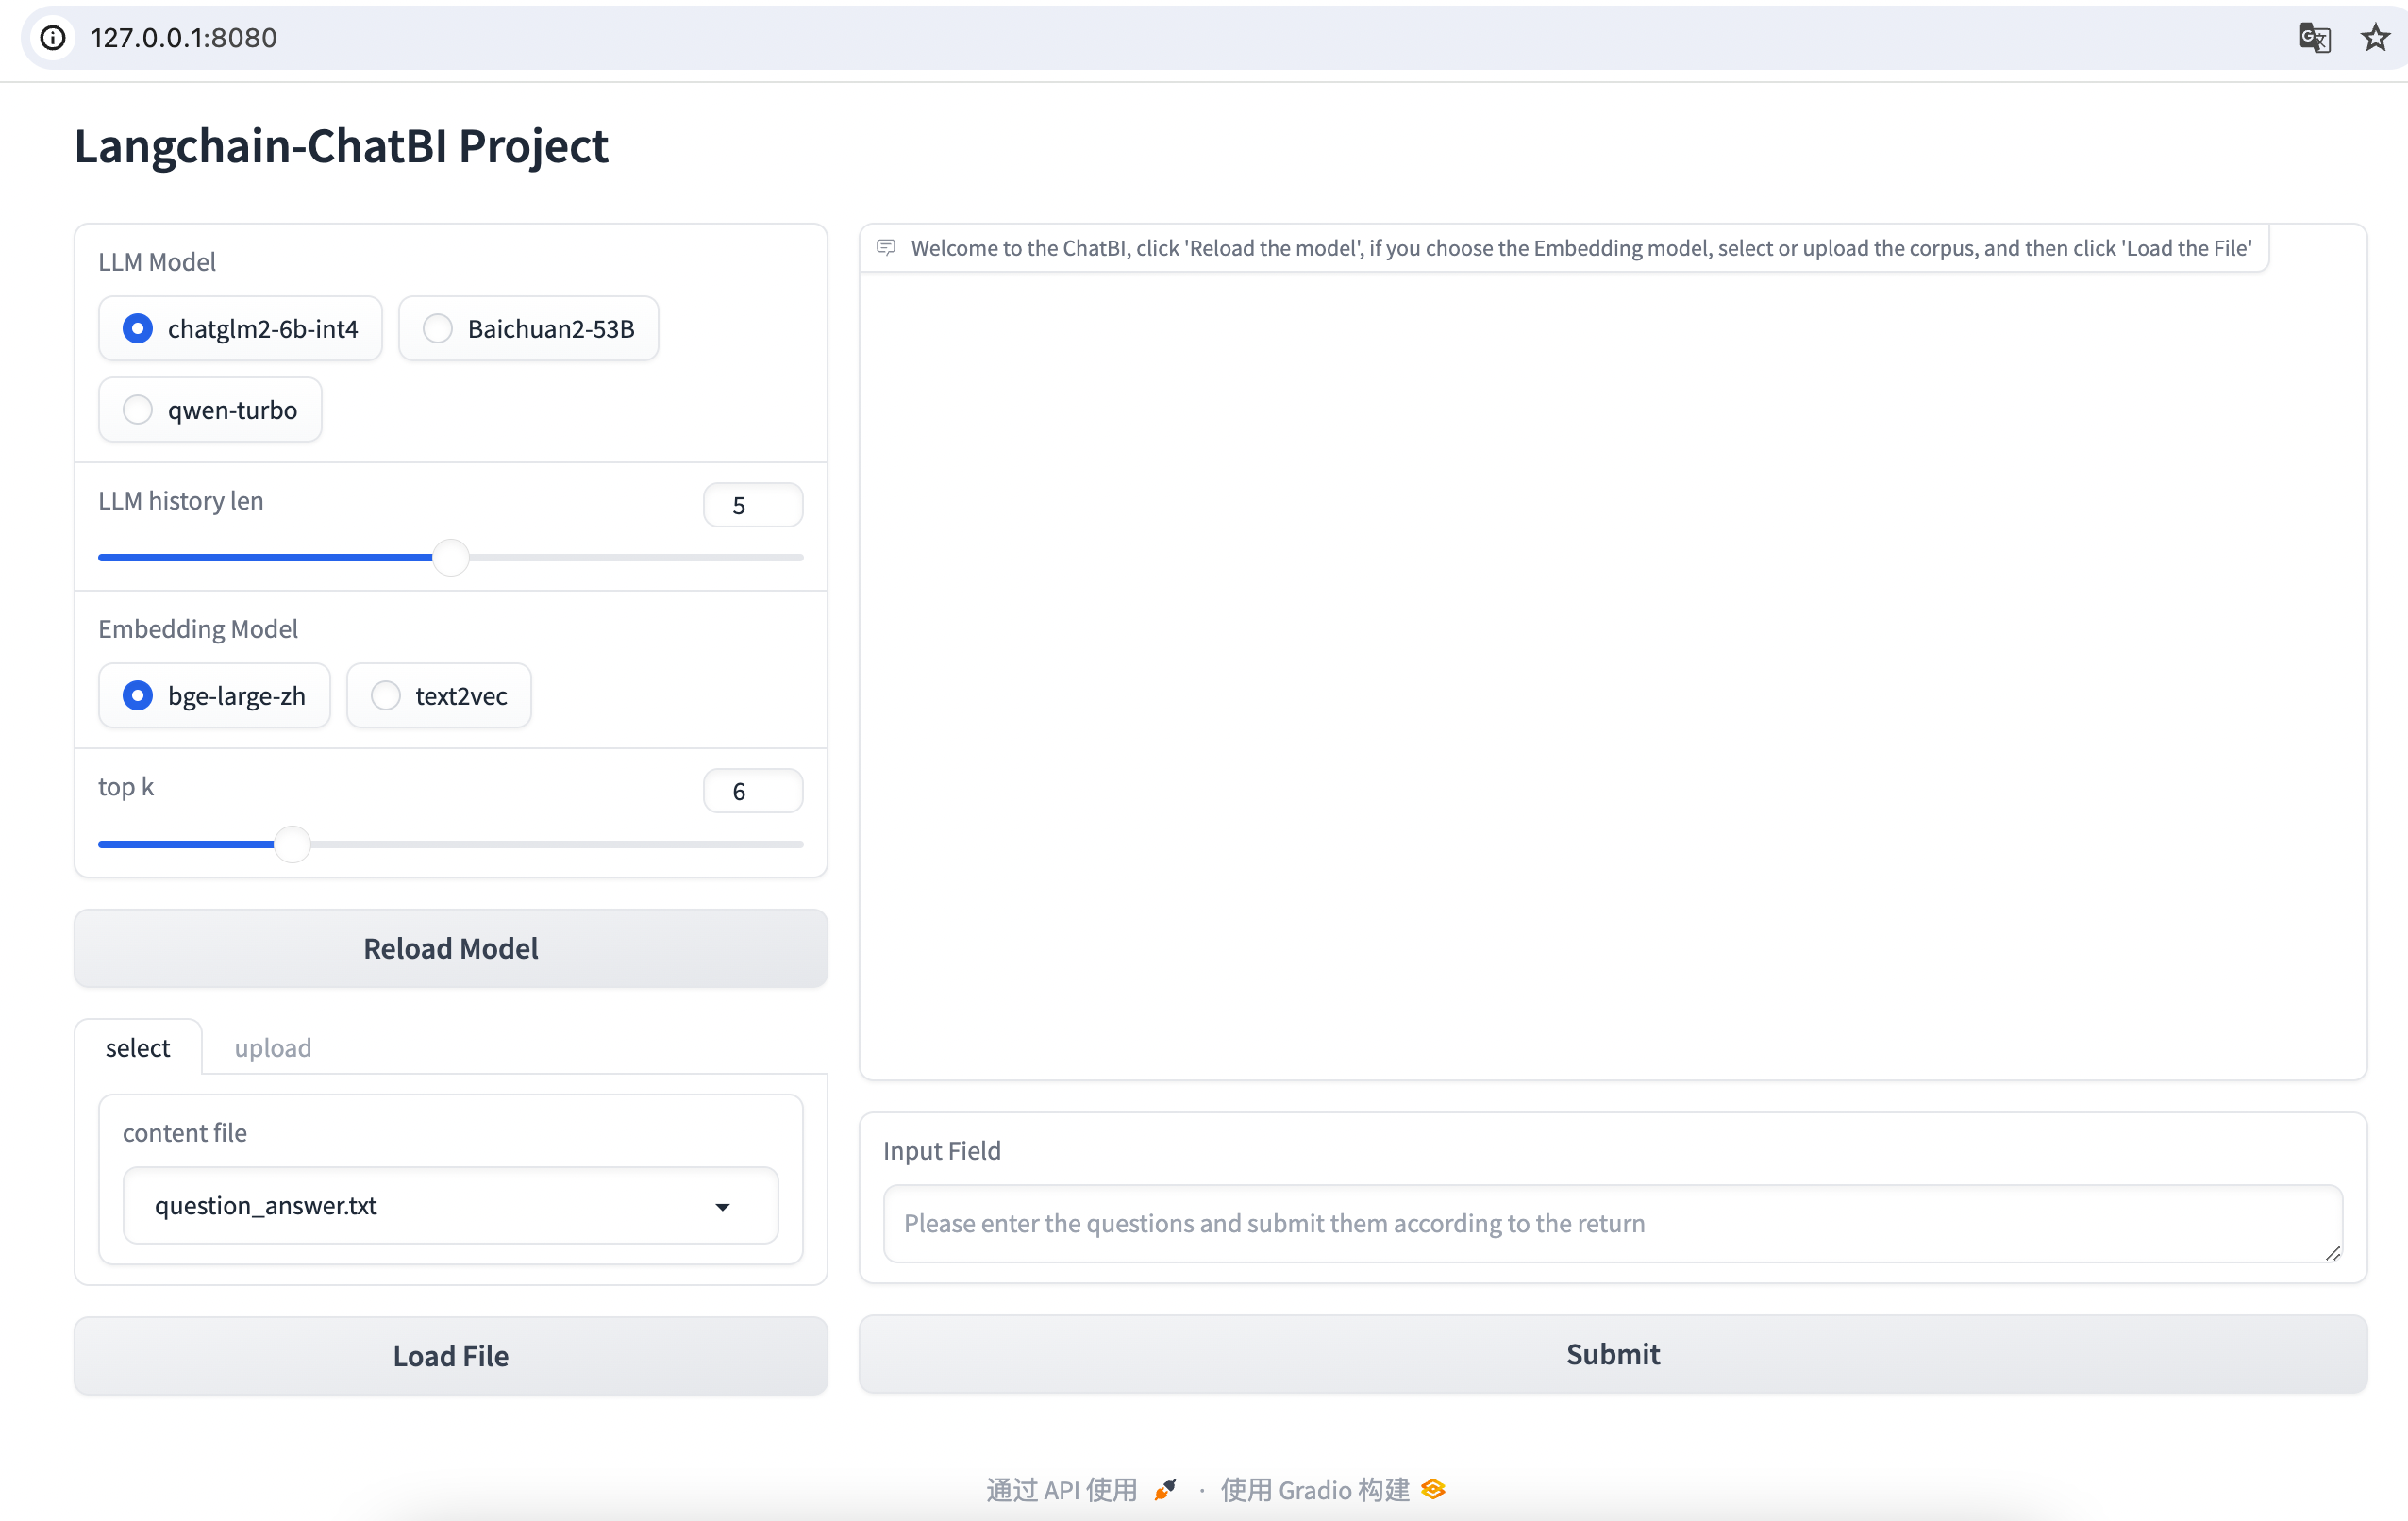 127.0.0.1:8080
Langchain-ChatBI Project
LLM Model
chatglm2-6b-int4
Baichuan2-53B
qwen-turbo
LLM history len
5
Embedding Model
bge-large-zh
text2vec
top k
6
Reload Model
select
upload
content file
question_answer.txt
Load File
Welcome to the ChatBI, click 'Reload the model', if you choose the Embedding model, select or upload the corpus, and then click 'Load the File'
Input Field
Please enter the questions and submit them according to the return
Submit
通过 API 使用 · 使用 Gradio 构建